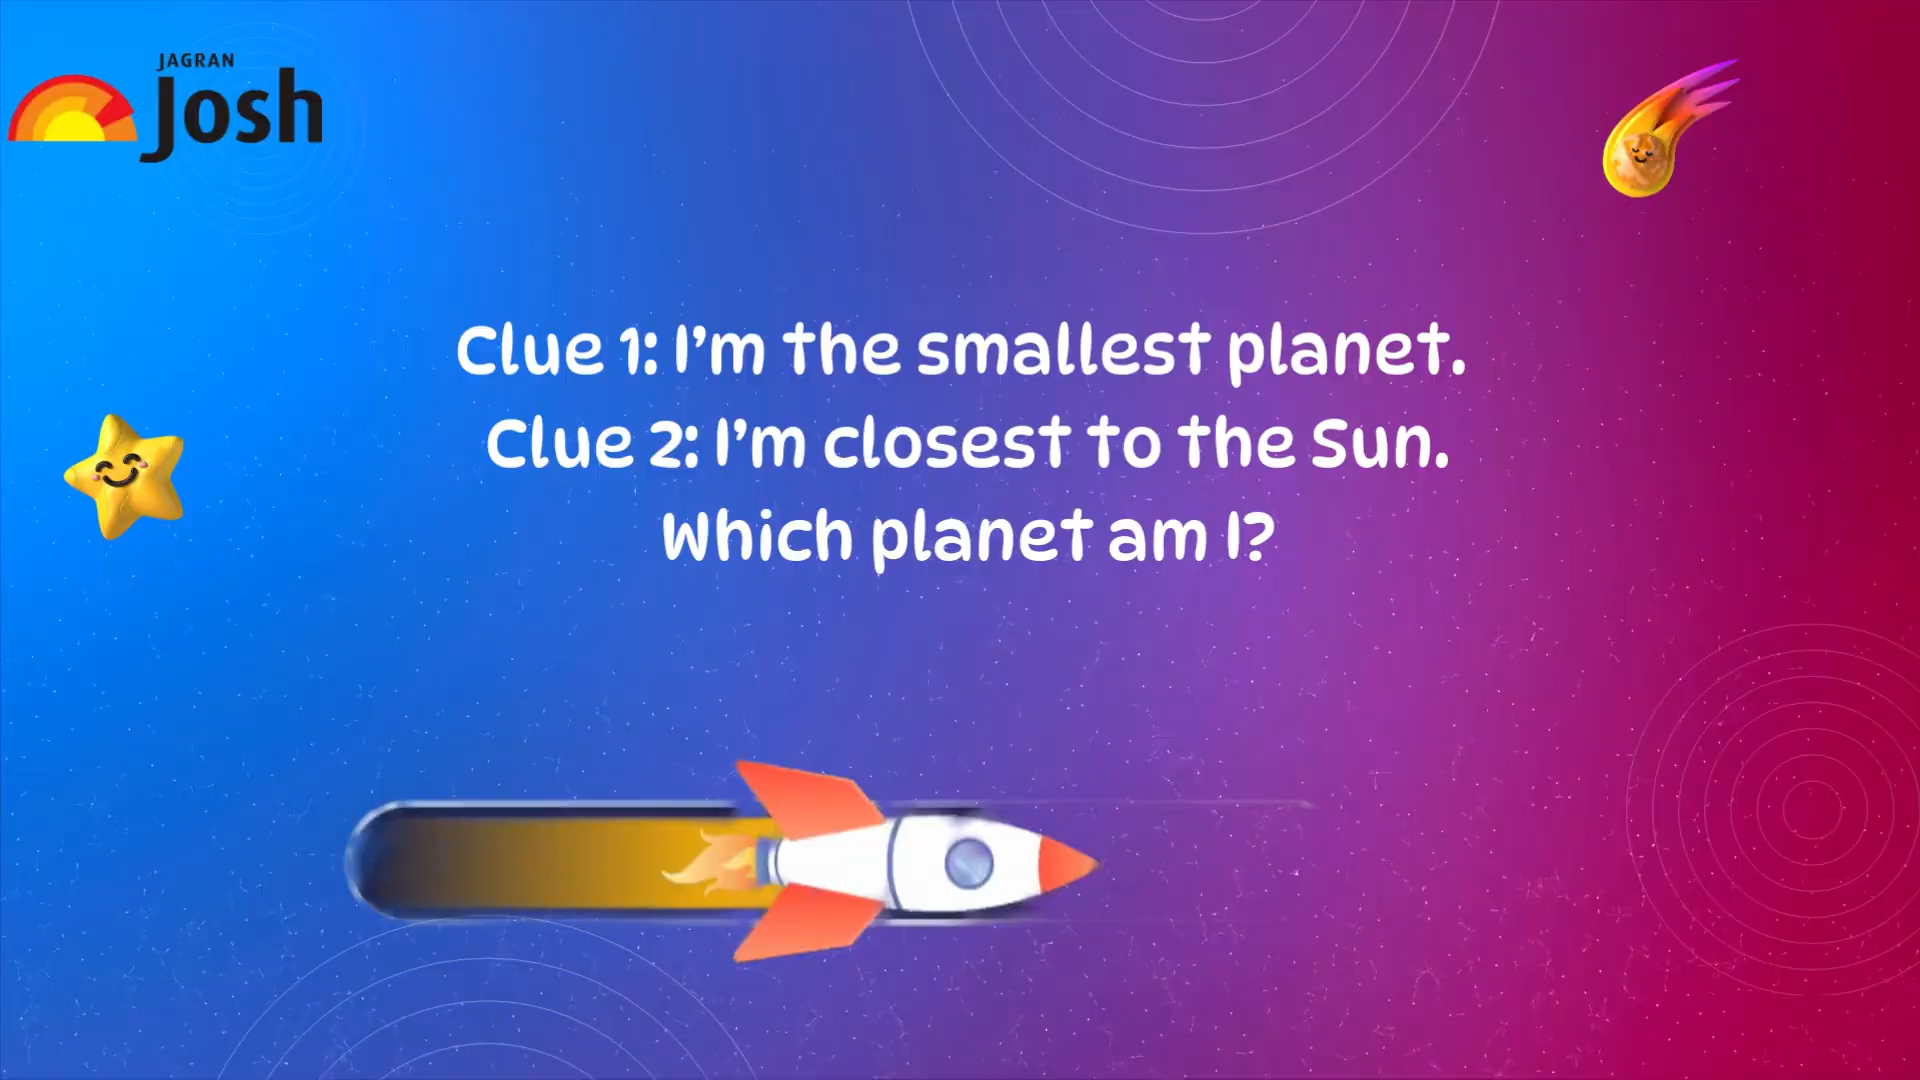 JAGRAN
Josh
Clue 1: I'm the smallest planet.
Clue 2: I'm closest to the Sun.
Which planet am I?